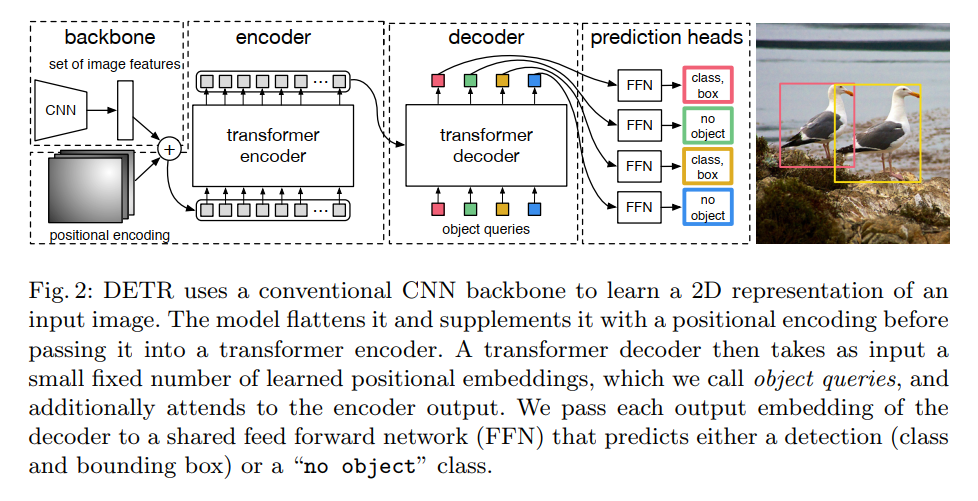 backbone
encoder
decoder
prediction heads
set of image features
CNN
+
positional encoding
transformer
encoder
...
...
transformer
decoder
object queries
FFN
class,
box
FFN
no
object
FFN
class,
box
FFN
no
object
Fig. 2: DETR uses a conventional CNN backbone to learn a 2D representation of an
input image. The model flattens it and supplements it with a positional encoding before
passing it into a transformer encoder. A transformer decoder then takes as input a
small fixed number of learned positional embeddings, which we call object queries, and
additionally attends to the encoder output. We pass each output embedding of the
decoder to a shared feed forward network (FFN) that predicts either a detection (class
and bounding box) or a “no object” class.